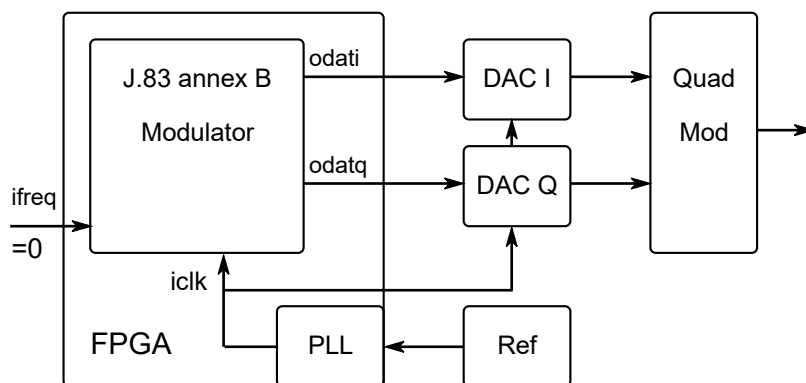 J.83 annex B
Modulator
odati
odatq
DAC I
DAC Q
Quad
Mod
ifreq
=0
iclk
FPGA
PLL
Ref